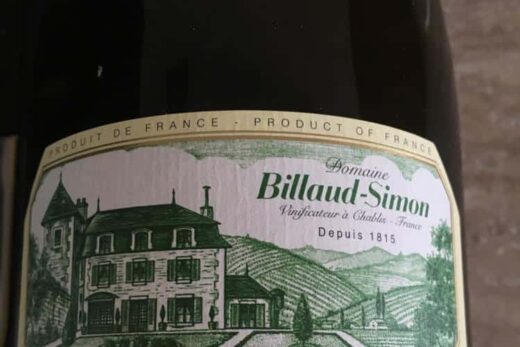 PRODUIT DE FRANCE - PRODUCT OF FRANCE
Domaine
Billaud-Simon
Vinificateur à Chablis - France
Depuis 1815